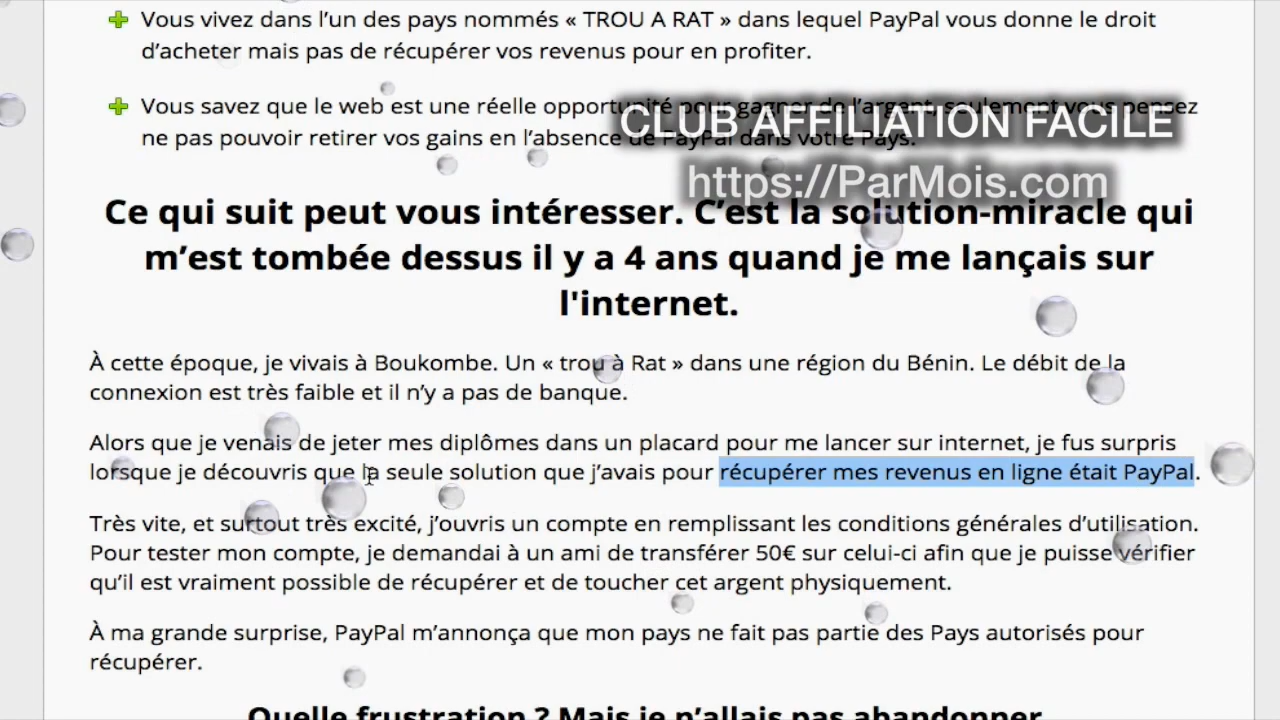 Vous vivez dans l’un des pays nommés « TROU A RAT » dans lequel PayPal vous donne le droit
d’acheter mais pas de récupérer vos revenus pour en profiter.
Vous savez que le web est une réelle opportunité pour gagner de l’argent, seulement vous pensez
ne pas pouvoir retirer vos gains en l’absence de PayPal dans votre Pays.
CLUB AFFILIATION FACILE
https://ParMois.com
Ce qui suit peut vous intéresser. C’est la solution-miracle qui
m’est tombée dessus il y a 4 ans quand je me lançais sur
l'internet.
À cette époque, je vivais à Boukombe. Un « trou à Rat » dans une région du Bénin. Le débit de la
connexion est très faible et il n’y a pas de banque.
Alors que je venais de jeter mes diplômes dans un placard pour me lancer sur internet, je fus surpris
lorsque je découvris que la seule solution que j’avais pour récupérer mes revenus en ligne était PayPal.
Très vite, et surtout très excité, j’ouvris un compte en remplissant les conditions générales d’utilisation.
Pour tester mon compte, je demandai à un ami de transférer 50€ sur celui-ci afin que je puisse vérifier
qu’il est vraiment possible de récupérer et de toucher cet argent physiquement.
À ma grande surprise, PayPal m’annonça que mon pays ne fait pas partie des Pays autorisés pour
récupérer.
Quelle frustration ? Mais je n’allais pas abandonner